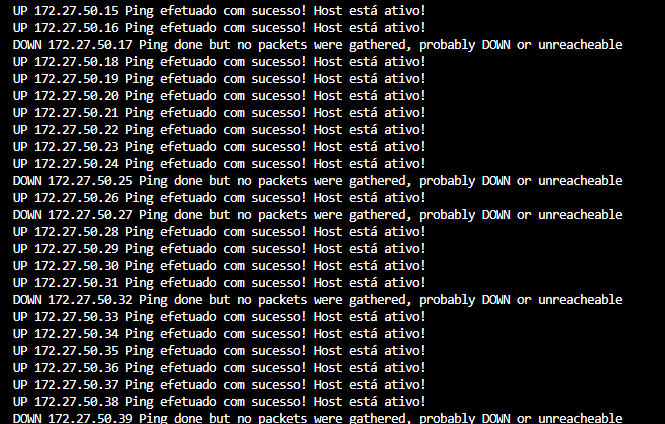 UP 172.27.50.15 Ping efetuado com sucesso! Host está ativo!
UP 172.27.50.16 Ping efetuado com sucesso! Host está ativo!
DOWN 172.27.50.17 Ping done but no packets were gathered, probably DOWN or unreacheable
UP 172.27.50.18 Ping efetuado com sucesso! Host está ativo!
UP 172.27.50.19 Ping efetuado com sucesso! Host está ativo!
UP 172.27.50.20 Ping efetuado com sucesso! Host está ativo!
UP 172.27.50.21 Ping efetuado com sucesso! Host está ativo!
UP 172.27.50.22 Ping efetuado com sucesso! Host está ativo!
UP 172.27.50.23 Ping efetuado com sucesso! Host está ativo!
UP 172.27.50.24 Ping efetuado com sucesso! Host está ativo!
DOWN 172.27.50.25 Ping done but no packets were gathered, probably DOWN or unreacheable
UP 172.27.50.26 Ping efetuado com sucesso! Host está ativo!
DOWN 172.27.50.27 Ping done but no packets were gathered, probably DOWN or unreacheable
UP 172.27.50.28 Ping efetuado com sucesso! Host está ativo!
UP 172.27.50.29 Ping efetuado com sucesso! Host está ativo!
UP 172.27.50.30 Ping efetuado com sucesso! Host está ativo!
UP 172.27.50.31 Ping efetuado com sucesso! Host está ativo!
DOWN 172.27.50.32 Ping done but no packets were gathered, probably DOWN or unreacheable
UP 172.27.50.33 Ping efetuado com sucesso! Host está ativo!
UP 172.27.50.34 Ping efetuado com sucesso! Host está ativo!
UP 172.27.50.35 Ping efetuado com sucesso! Host está ativo!
UP 172.27.50.36 Ping efetuado com sucesso! Host está ativo!
UP 172.27.50.37 Ping efetuado com sucesso! Host está ativo!
UP 172.27.50.38 Ping efetuado com sucesso! Host está ativo!
DOWN 172.27.50.39 Ping done but no packets were gathered, probably DOWN or unreacheable